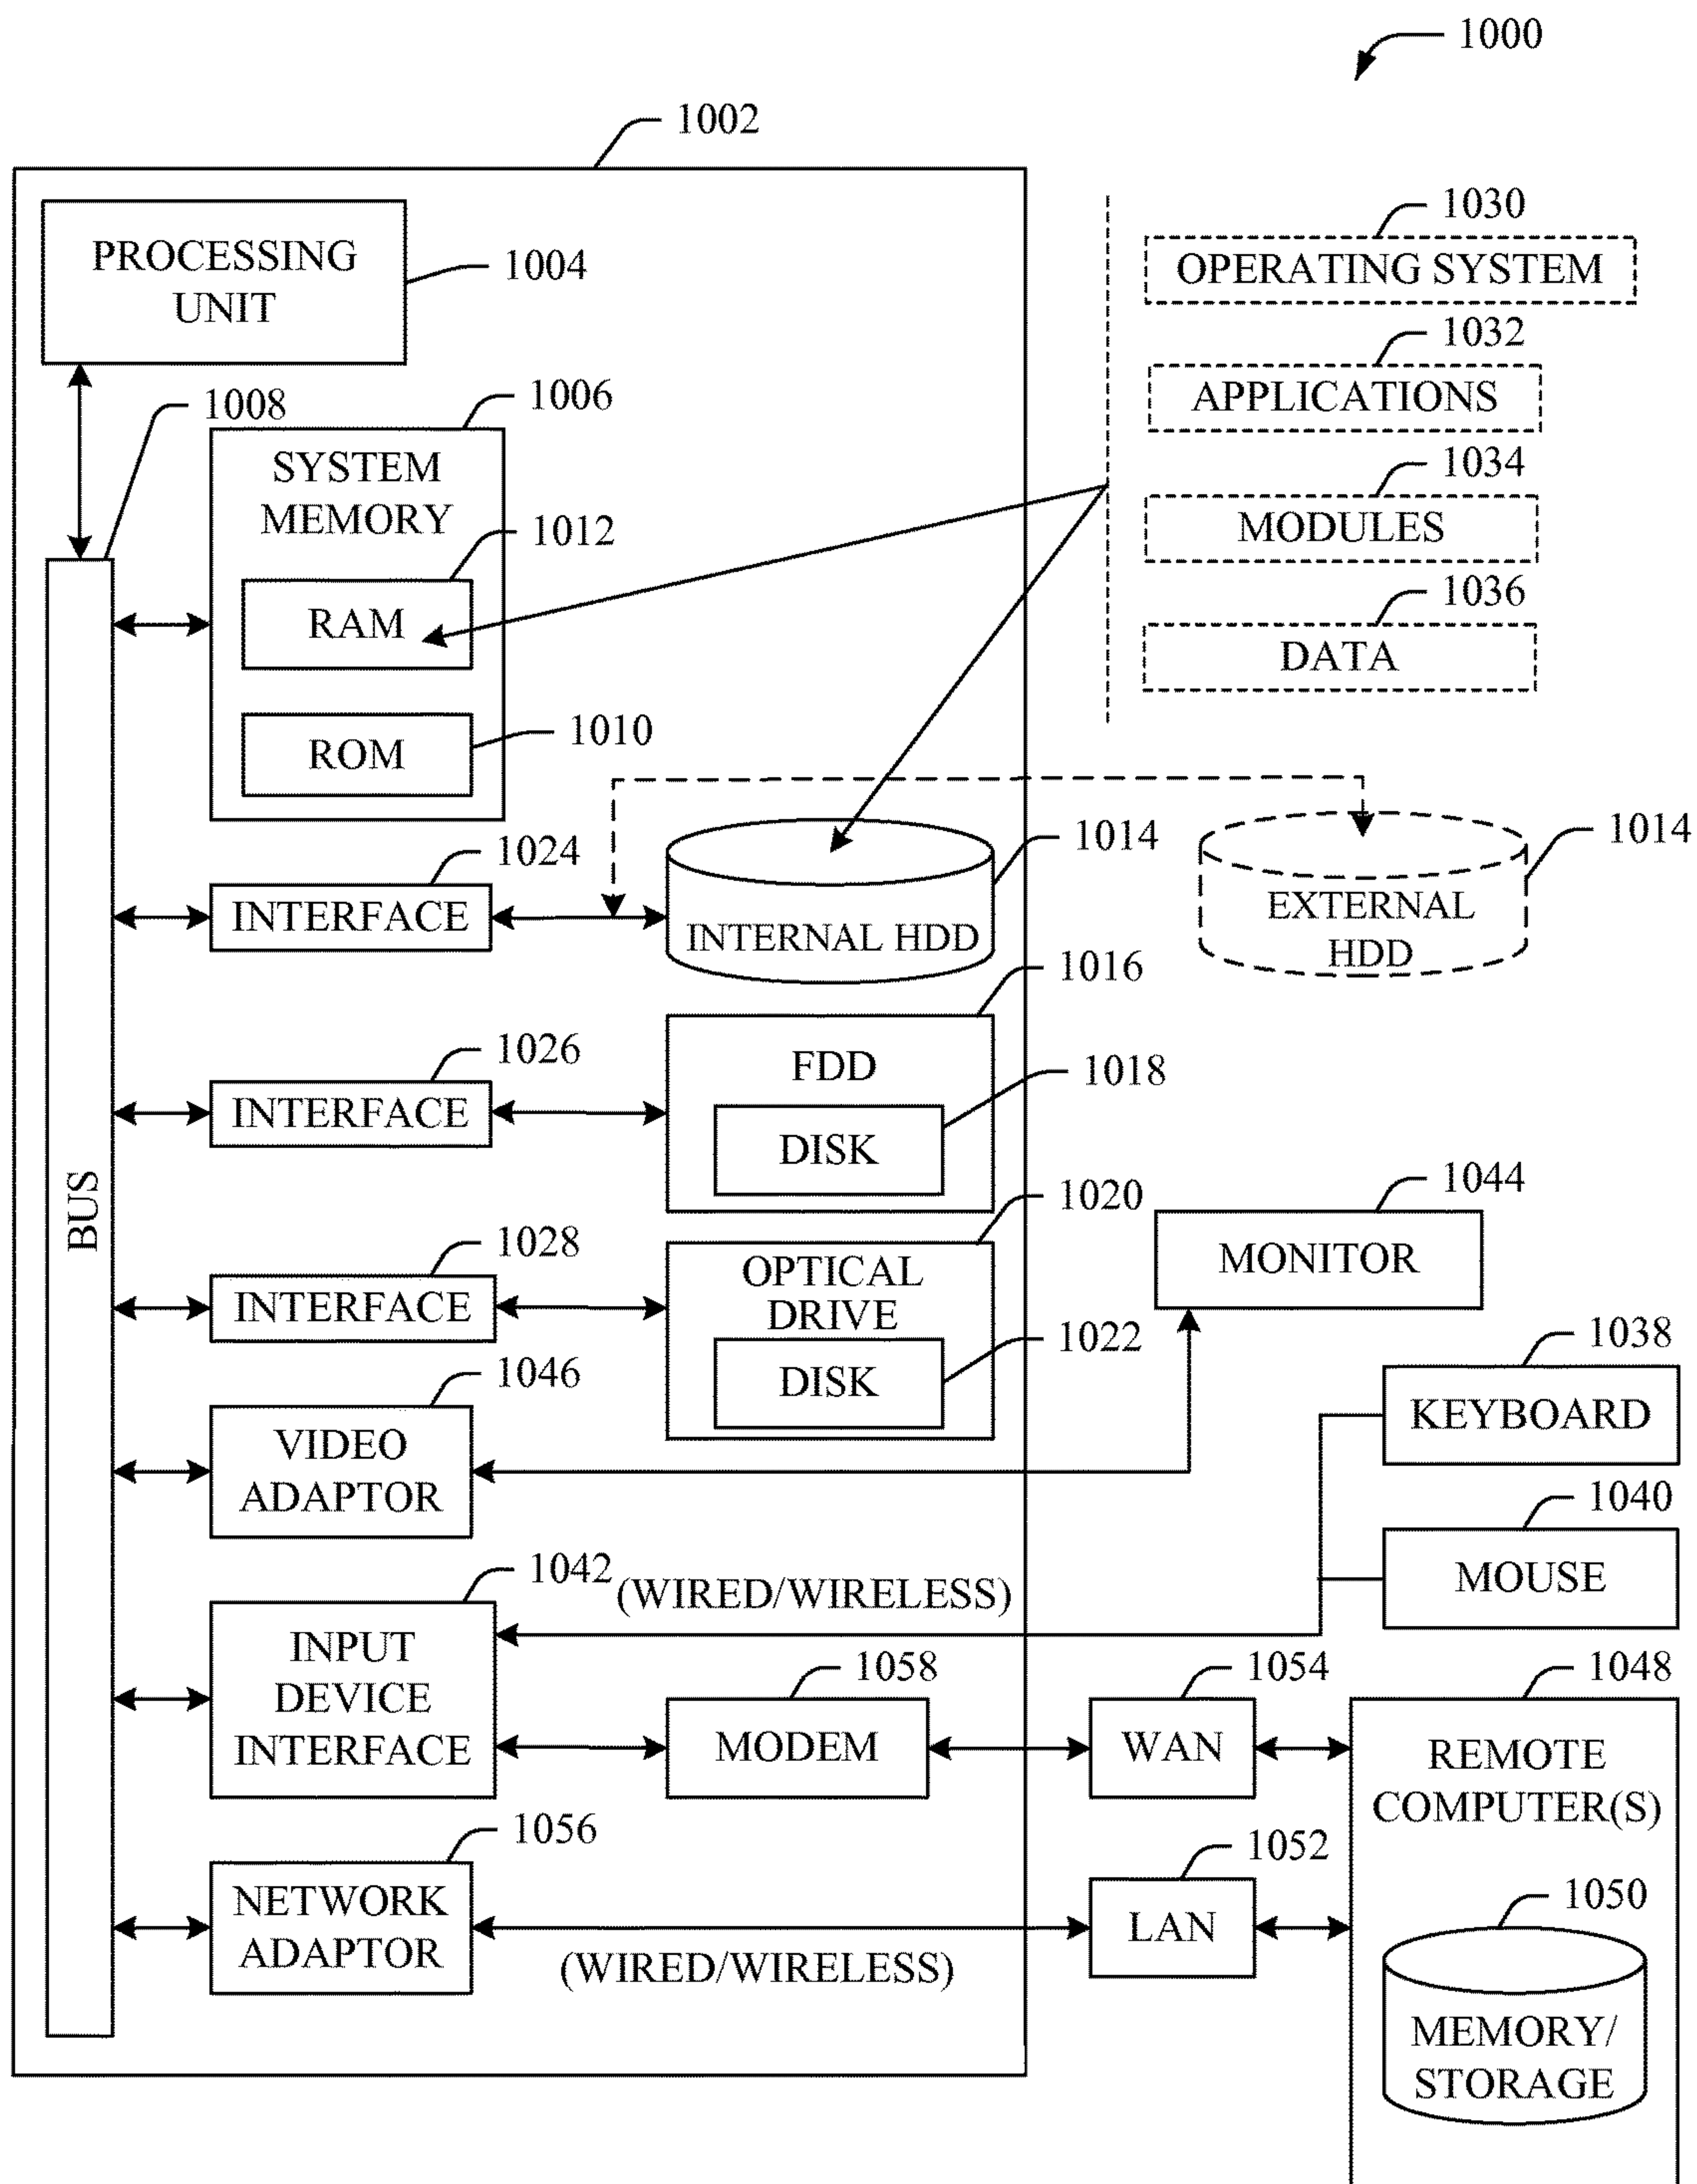 1000
1002
PROCESSING
UNIT
1004
1030
OPERATING SYSTEM
1032
APPLICATIONS
1034
MODULES
1036
DATA
1008
1006
SYSTEM
MEMORY
1012
RAM
1010
ROM
BUS
1024
INTERFACE
1014
INTERNAL HDD
1014
EXTERNAL
HDD
1026
INTERFACE
1016
FDD
1018
DISK
1028
INTERFACE
1020
OPTICAL
DRIVE
1022
DISK
1044
MONITOR
1046
VIDEO
ADAPTOR
1038
KEYBOARD
1040
MOUSE
1042
(WIRED/WIRELESS)
INPUT
DEVICE
INTERFACE
1058
MODEM
1054
WAN
1048
REMOTE
COMPUTER(S)
1056
NETWORK
ADAPTOR
(WIRED/WIRELESS)
1052
LAN
1050
MEMORY/
STORAGE